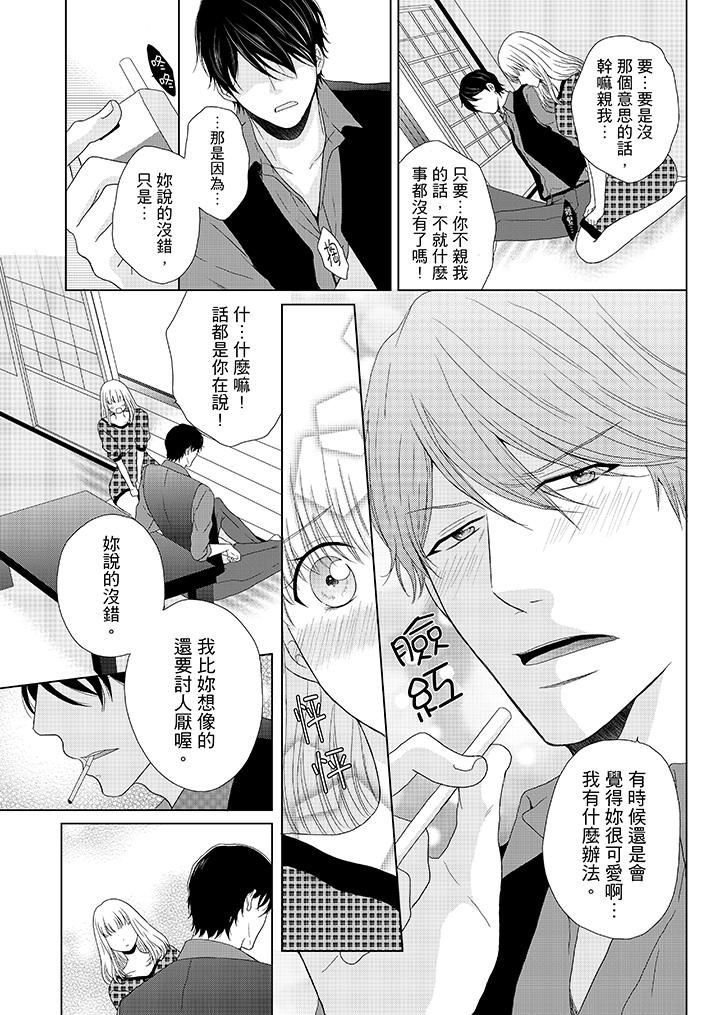 要…要是沒
那個意思的話，
幹嘛親我…
只要…你不親我
的話，不就什麼
事都沒有了嗎！
掏
…那是因為…
妳說的沒錯，
只是…
咚咚
有時候還是會
覺得妳很可愛啊…
我有什麼辦法。
臉紅
怦怦
什…什麼嘛！
話都是你在說！
妳說的沒錯。
我比妳想像的
還要討人厭喔。